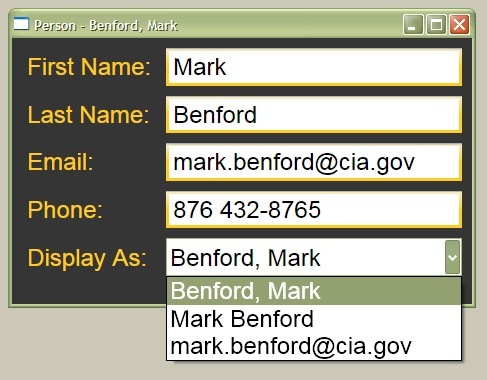 Person - Benford, Mark
First Name: Mark
Last Name: Benford
Email: mark.benford@cia.gov
Phone: 876 432-8765
Display As: Benford, Mark
Benford, Mark
Mark Benford
mark.benford@cia.gov